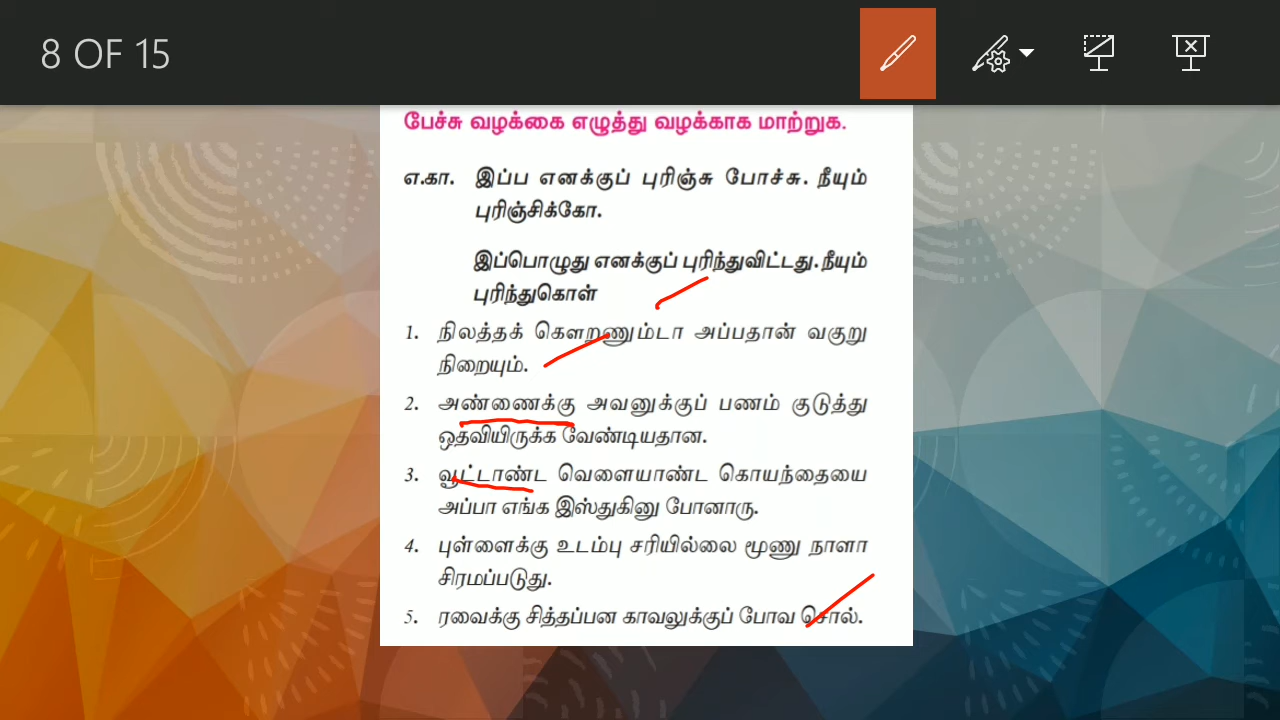 8 OF 15
பேச்சு வழக்கை எழுத்து வழக்காக மாற்றுக.
எ.கா. இப்ப எனக்குப் புரிஞ்சு போச்சு. நீயும்
புரிஞ்சிக்கோ.
இப்பொழுது எனக்குப் புரிந்துவிட்டது.நீயும்
புரிந்துகொள்
1. நிலத்தக் கெளறணும்டா அப்பதான் வகுறு
நிறையும்.
2. அண்ணைக்கு அவனுக்குப் பணம் குடுத்து
ஒதவியிருக்க வேண்டியதான.
3. வூட்டாண்ட வெளையாண்ட கொயந்தையை
அப்பா எங்க இஸ்துகினு போனாரு.
4. புள்ளைக்கு உடம்பு சரியில்லை மூணு நாளா
சிரமப்படுது.
5. ரவைக்கு சித்தப்பன காவலுக்குப் போவ சொல்.